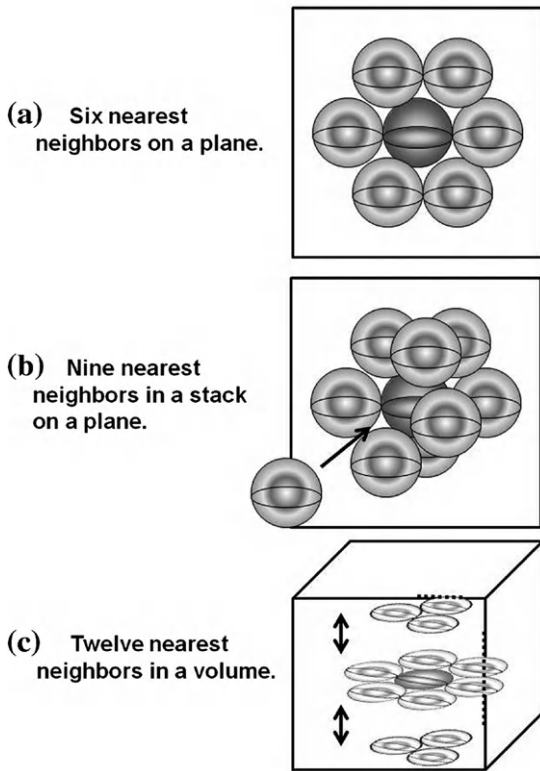 (a) Six nearest
neighbors on a plane.
(b) Nine nearest
neighbors in a stack
on a plane.
(c) Twelve nearest
neighbors in a volume.